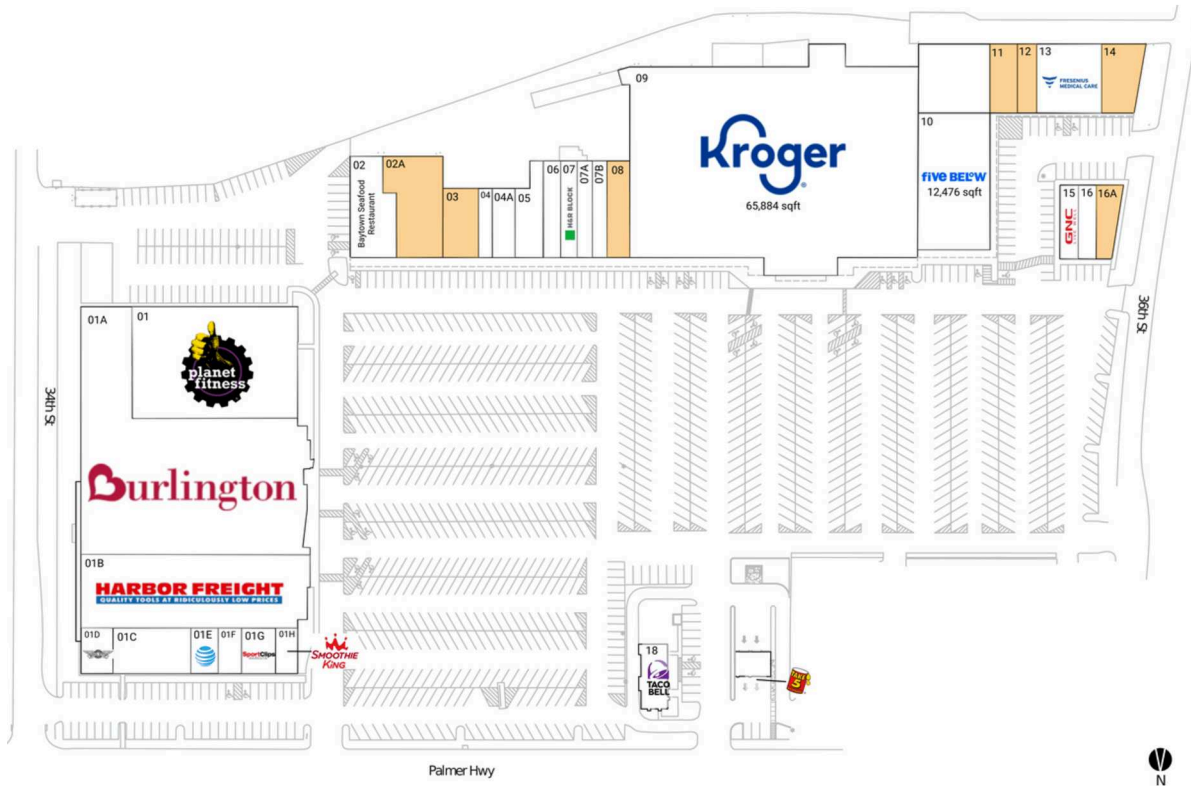 09
Kroger
65,884 sqft
10
FIVE BELOW
12,476 sqft
11
12
13
FRESENIUS
MEDICAL CARE
14
02
Baytown Seafood
Restaurant
02A
03
04
04A
05
06
07
H&R BLOCK
07A
07B
08
15
GNC
16
16A
36th St
34th St
01A
01
planet
fitness
Burlington
01B
HARBOR FREIGHT
QUALITY TOOLS AT RIDICULOUSLY LOW PRICES
01D
01C
01E
AT&T
01F
01G
SportClips
01H
SMOOTHIE
KING
18
TACO
BELL
Palmer Hwy
N